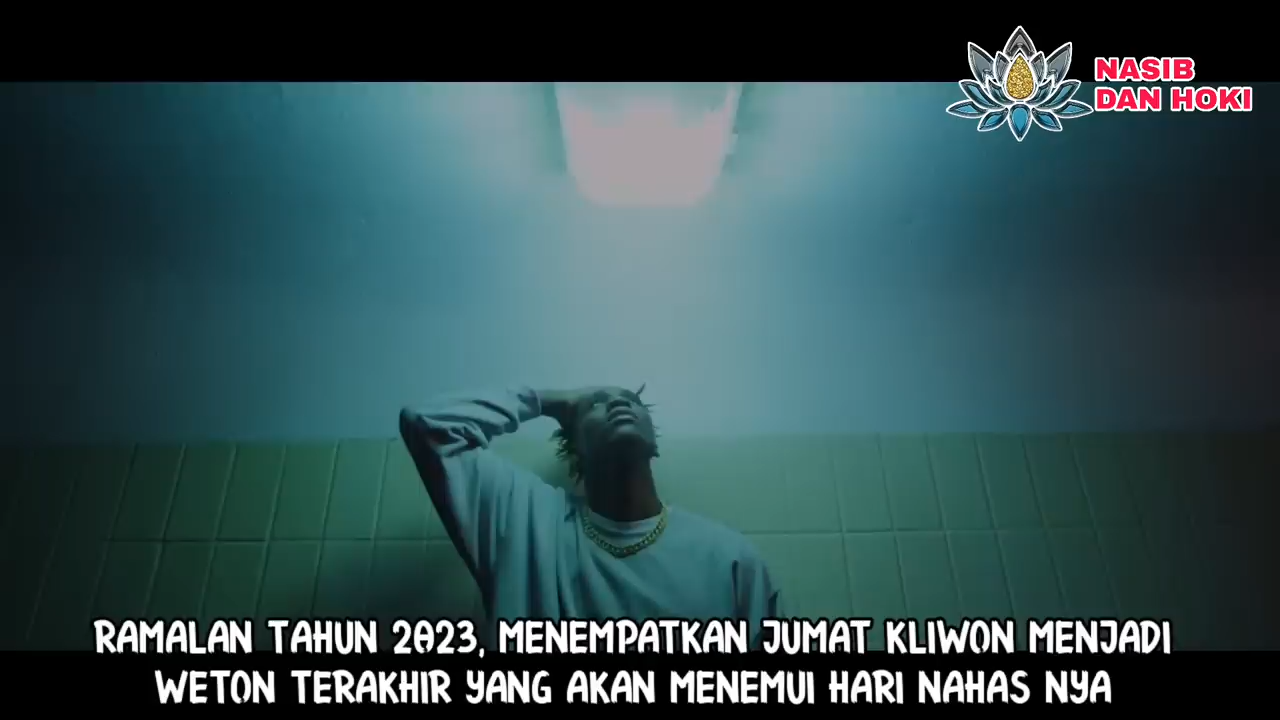 NASIB
DAN HOKI
RAMALAN TAHUN 2023, MENEMPATKAN JUMAT KLIWON MENJADI
WETON TERAKHIR YANG AKAN MENEMUI HARI NAHAS NYA